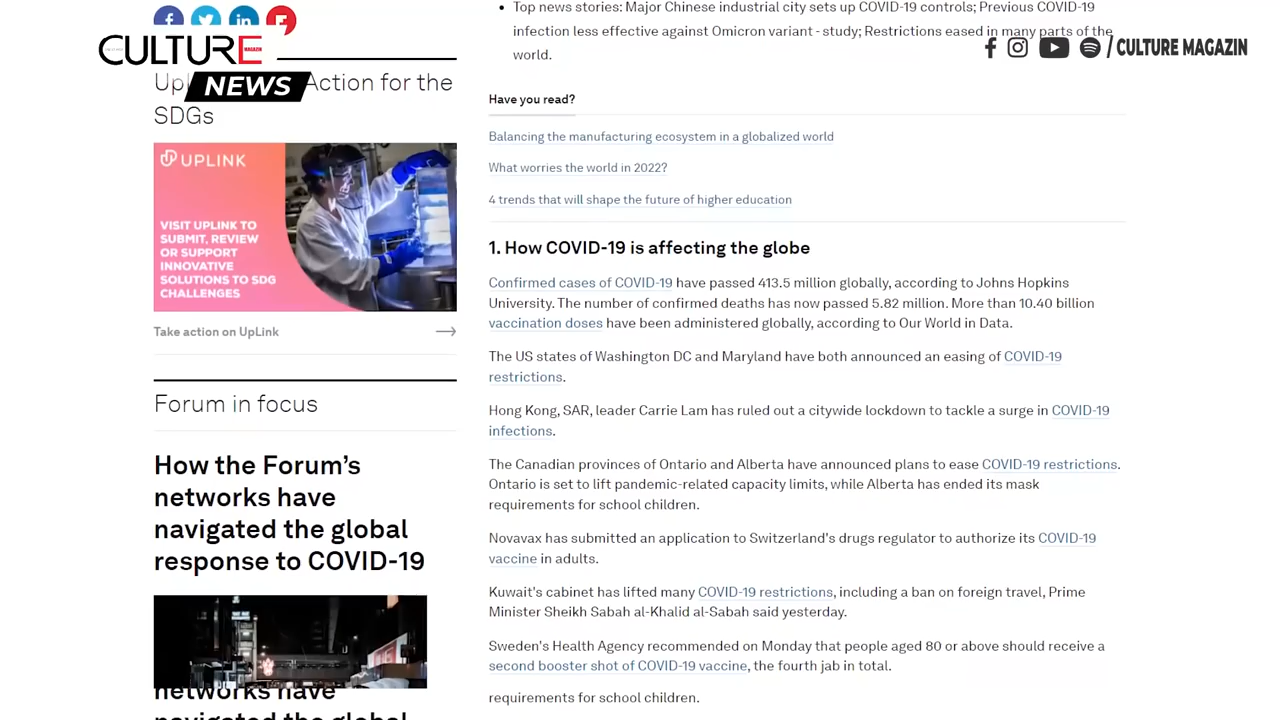 CULTURE
MAGAZIN
NEWS
/ CULTURE MAGAZIN
Action for the
SDGs
UPLINK
VISIT UPLINK TO
SUBMIT, REVIEW
OR SUPPORT
INNOVATIVE
SOLUTIONS TO SDG
CHALLENGES
Take action on UpLink
Forum in focus
How the Forum's
networks have
navigated the global
response to COVID-19
networks have
navigated the global
Top news stories: Major Chinese industrial city sets up COVID-19 controls; Previous COVID-19
infection less effective against Omicron variant - study; Restrictions eased in many parts of the
world.
Have you read?
Balancing the manufacturing ecosystem in a globalized world
What worries the world in 2022?
4 trends that will shape the future of higher education
1. How COVID-19 is affecting the globe
Confirmed cases of COVID-19 have passed 413.5 million globally, according to Johns Hopkins
University. The number of confirmed deaths has now passed 5.82 million. More than 10.40 billion
vaccination doses have been administered globally, according to Our World in Data.
The US states of Washington DC and Maryland have both announced an easing of COVID-19
restrictions.
Hong Kong, SAR, leader Carrie Lam has ruled out a citywide lockdown to tackle a surge in COVID-19
infections.
The Canadian provinces of Ontario and Alberta have announced plans to ease COVID-19 restrictions.
Ontario is set to lift pandemic-related capacity limits, while Alberta has ended its mask
requirements for school children.
Novavax has submitted an application to Switzerland's drugs regulator to authorize its COVID-19
vaccine in adults.
Kuwait's cabinet has lifted many COVID-19 restrictions, including a ban on foreign travel, Prime
Minister Sheikh Sabah al-Khalid al-Sabah said yesterday.
Sweden's Health Agency recommended on Monday that people aged 80 or above should receive a
second booster shot of COVID-19 vaccine, the fourth jab in total.
requirements for school children.